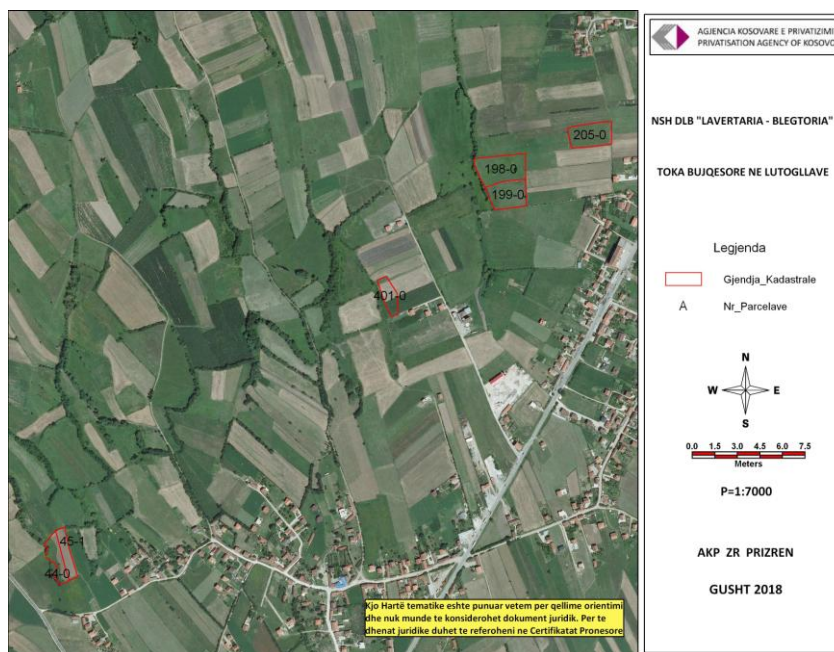 205-0
198-0
199-0
401-0
45-1
44-0
Kjo Hartë tematike eshte punuar vetem per qellime orientimi
dhe nuk munde te konsiderohet dokument juridik. Per te
dhenat juridike duhet te referoheni ne Certifikatat Pronesore
AGJENCIA KOSOVARE E PRIVATIZIMI
PRIVATISATION AGENCY OF KOSOVO
NSH DLB "LAVERTARIA - BLEGTORIA"
TOKA BUJQESORE NE LUTOGLLAVE
Legjenda
Gjendja_Kadastrale
A Nr_Parcelave
N
W E
S
0.0 1.5 3.0 4.5 6.0 7.5
Meters
P=1:7000
AKP ZR PRIZREN
GUSHT 2018